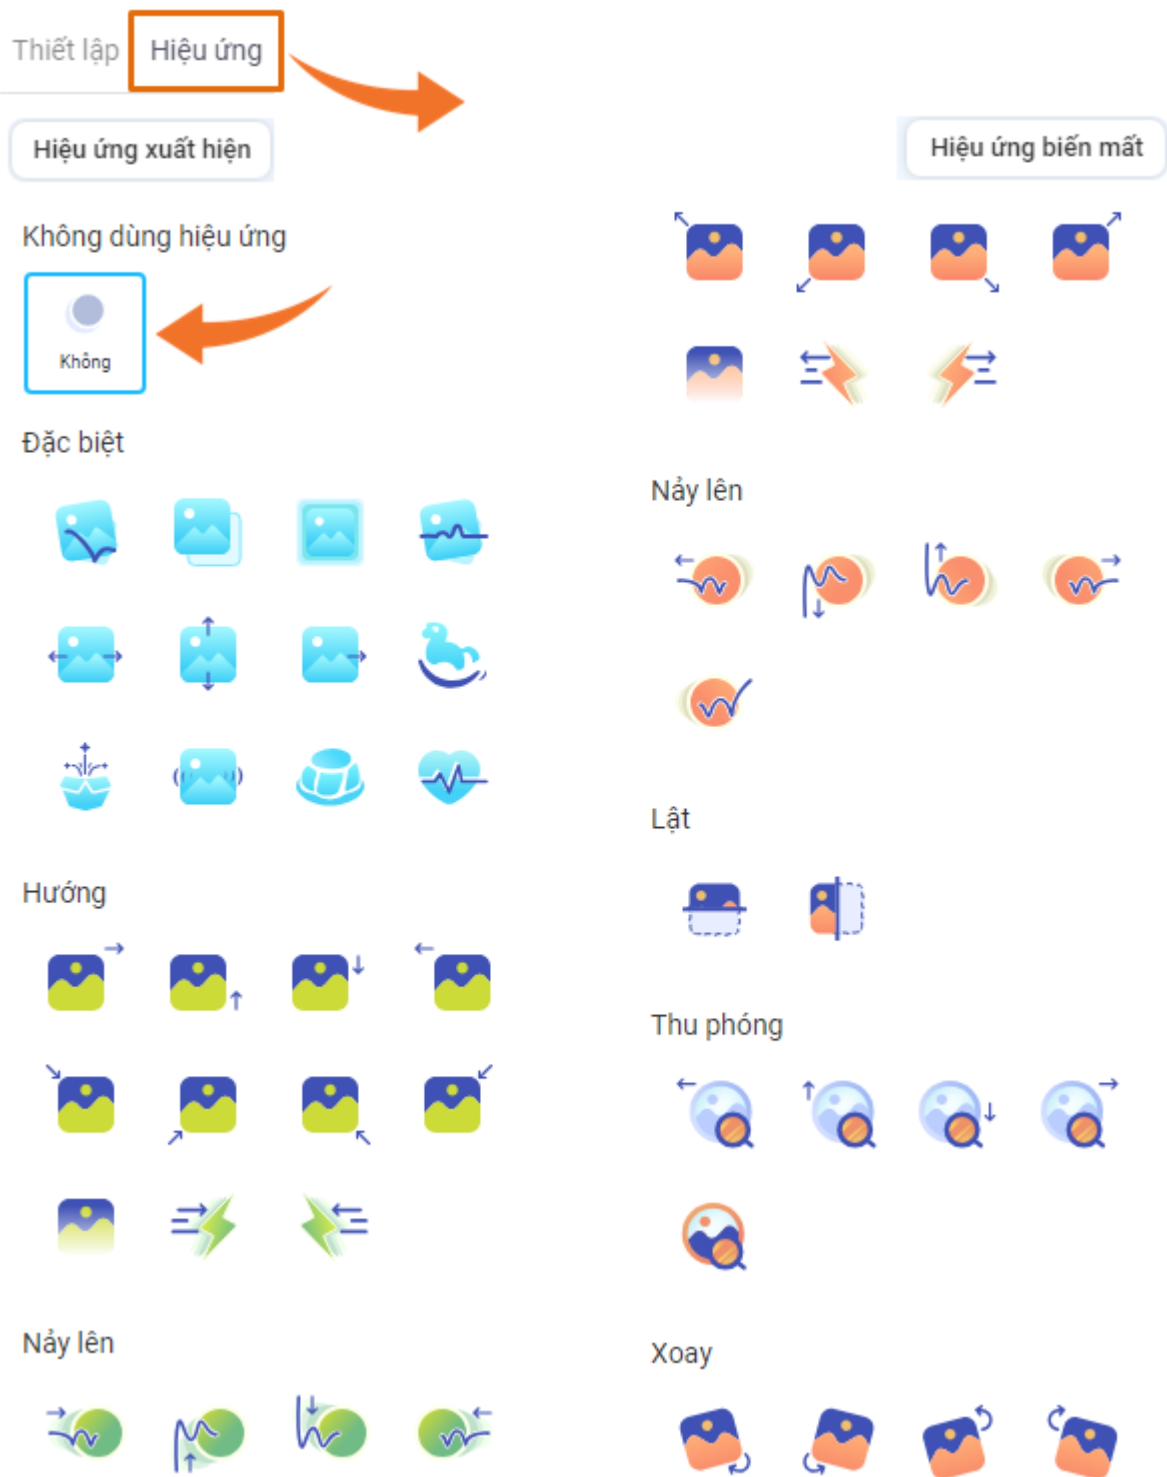 Thiết lập
Hiệu ứng
Hiệu ứng xuất hiện
Không dùng hiệu ứng
Không
Đặc biệt
Hướng
Nảy lên
Hiệu ứng biến mất
Nảy lên
Lật
Thu phóng
Xoay